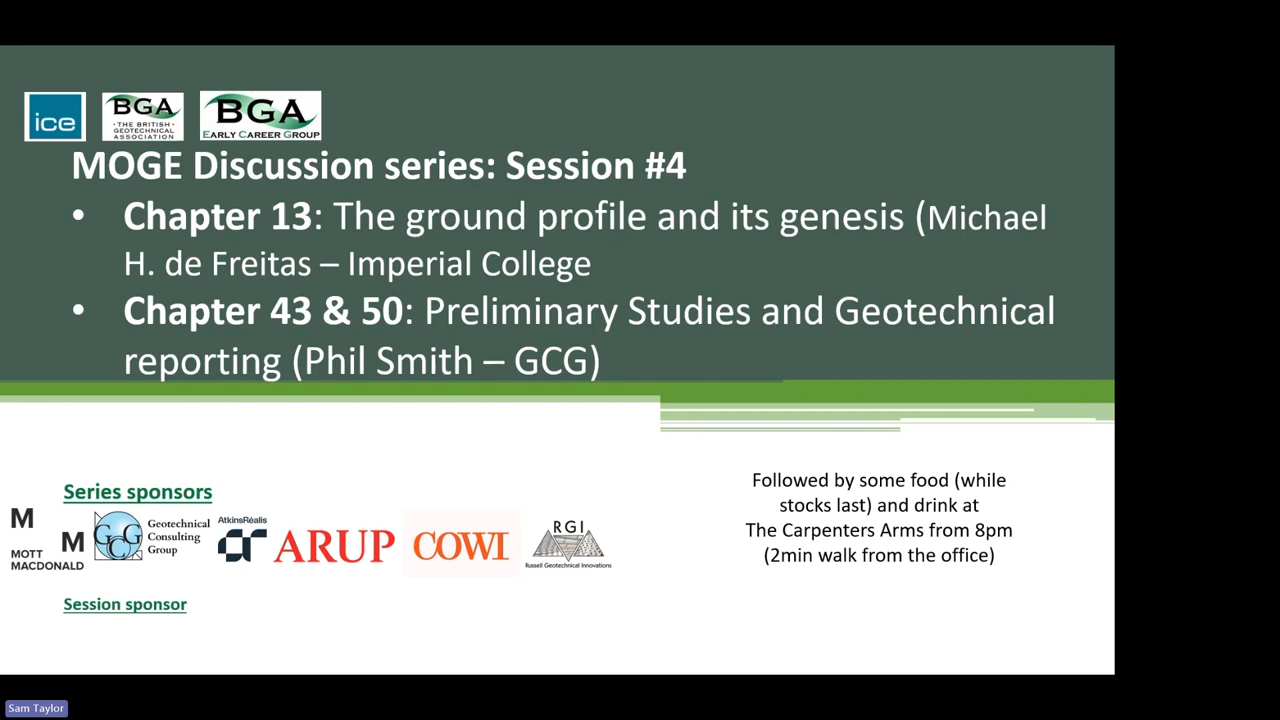 ice
BGA
· THE BRITISH ·
GEOTECHNICAL
ASSOCIATION
BGA
EARLY CAREER GROUP
MOGE Discussion series: Session #4
• Chapter 13: The ground profile and its genesis (Michael
H. de Freitas – Imperial College
• Chapter 43 & 50: Preliminary Studies and Geotechnical
reporting (Phil Smith – GCG)
Series sponsors
M
M
MOTT
MACDONALD
GCG
Geotechnical
Consulting
Group
AtkinsRéalis
ARUP
COWI
RGI
Russell Geotechnical Innovations
Session sponsor
Followed by some food (while
stocks last) and drink at
The Carpenters Arms from 8pm
(2min walk from the office)
Sam Taylor